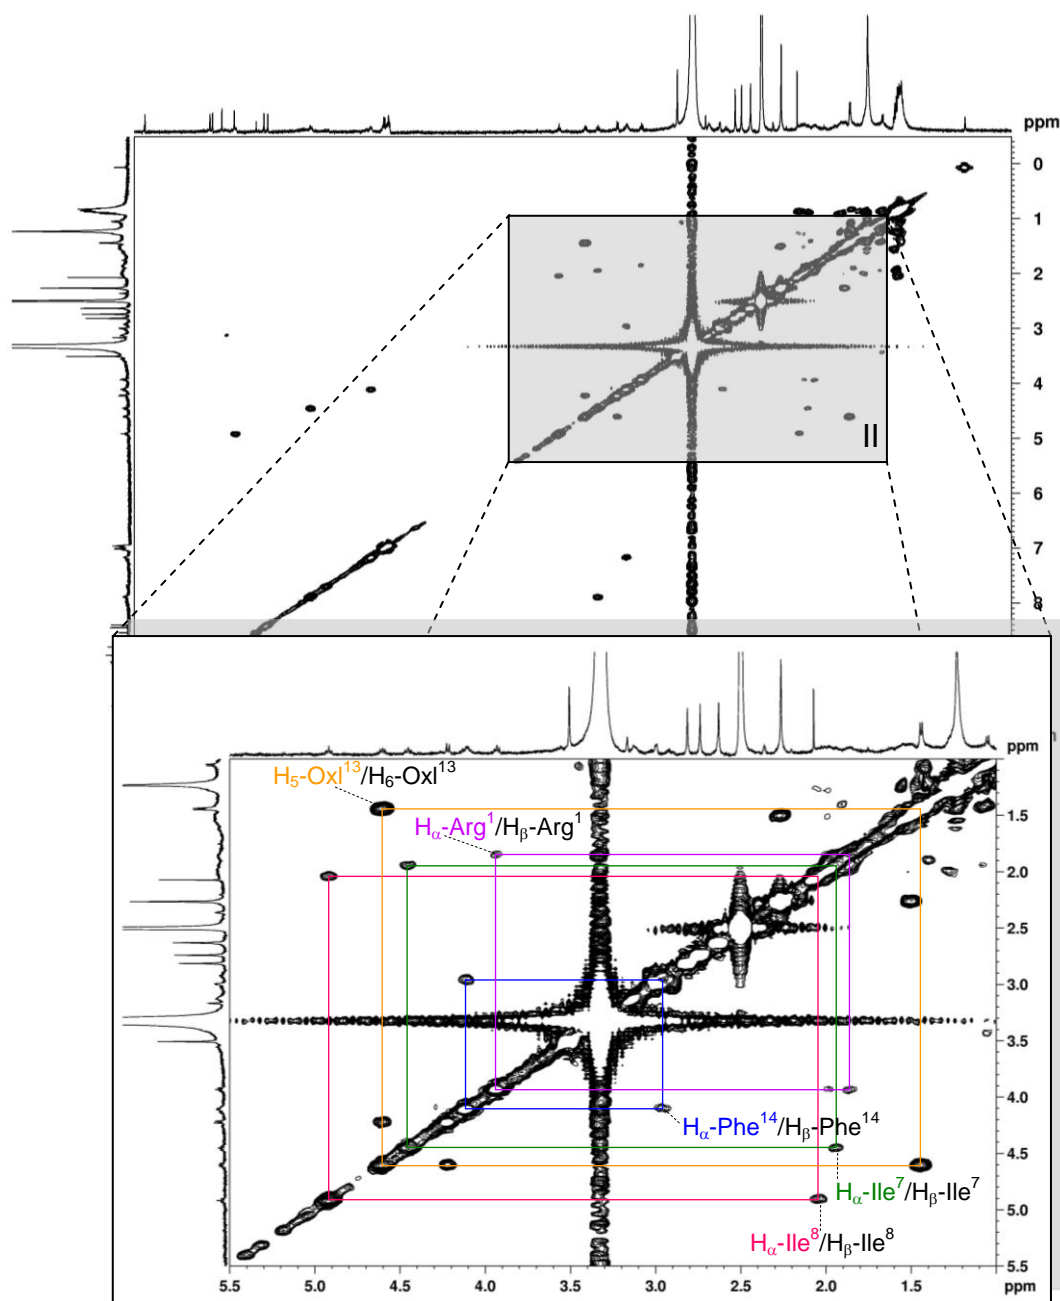 ppm
0
1
2
3
4
5
6
7
8
II
ppm
H5-Oxl13/H6-Oxl13
Hα-Arg1/Hβ-Arg1
1.5
2.0
2.5
3.0
3.5
4.0
Hα-Phe14/Hβ-Phe14
4.5
Hα-Ile7/Hβ-Ile7
5.0
Hα-Ile8/Hβ-Ile8
5.5
5.5 5.0 4.5 4.0 3.5 3.0 2.5 2.0 1.5 ppm